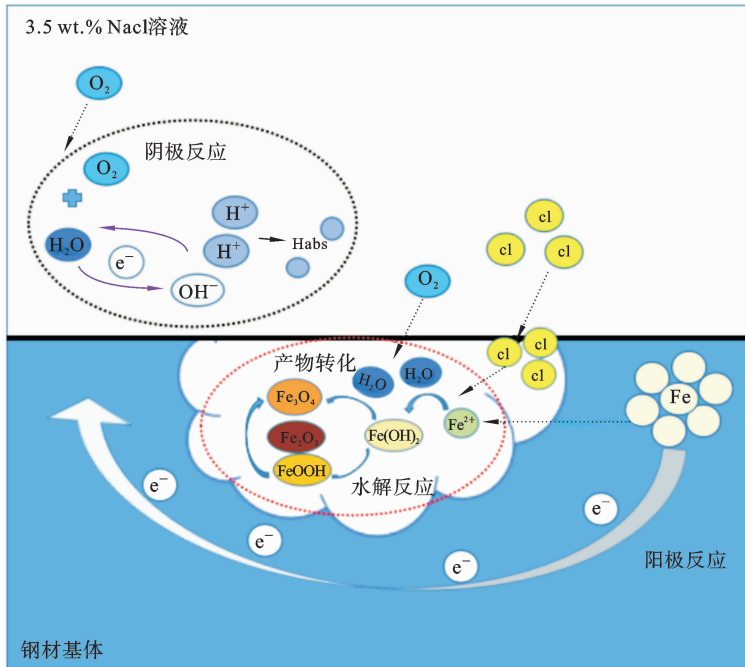 3.5 wt.% Nacl溶液
O₂
阴极反应
O₂
H⁺
cl
cl
cl
H₂O
e⁻
H⁺
Habs
OH⁻
O₂
产物转化
H₂O
H₂O
cl
cl
cl
Fe₃O₄
Fe
Fe₂O₃
Fe(OH)₂
Fe²⁺
FeOOH
水解反应
e⁻
e⁻
e⁻
e⁻
阳极反应
钢材基体